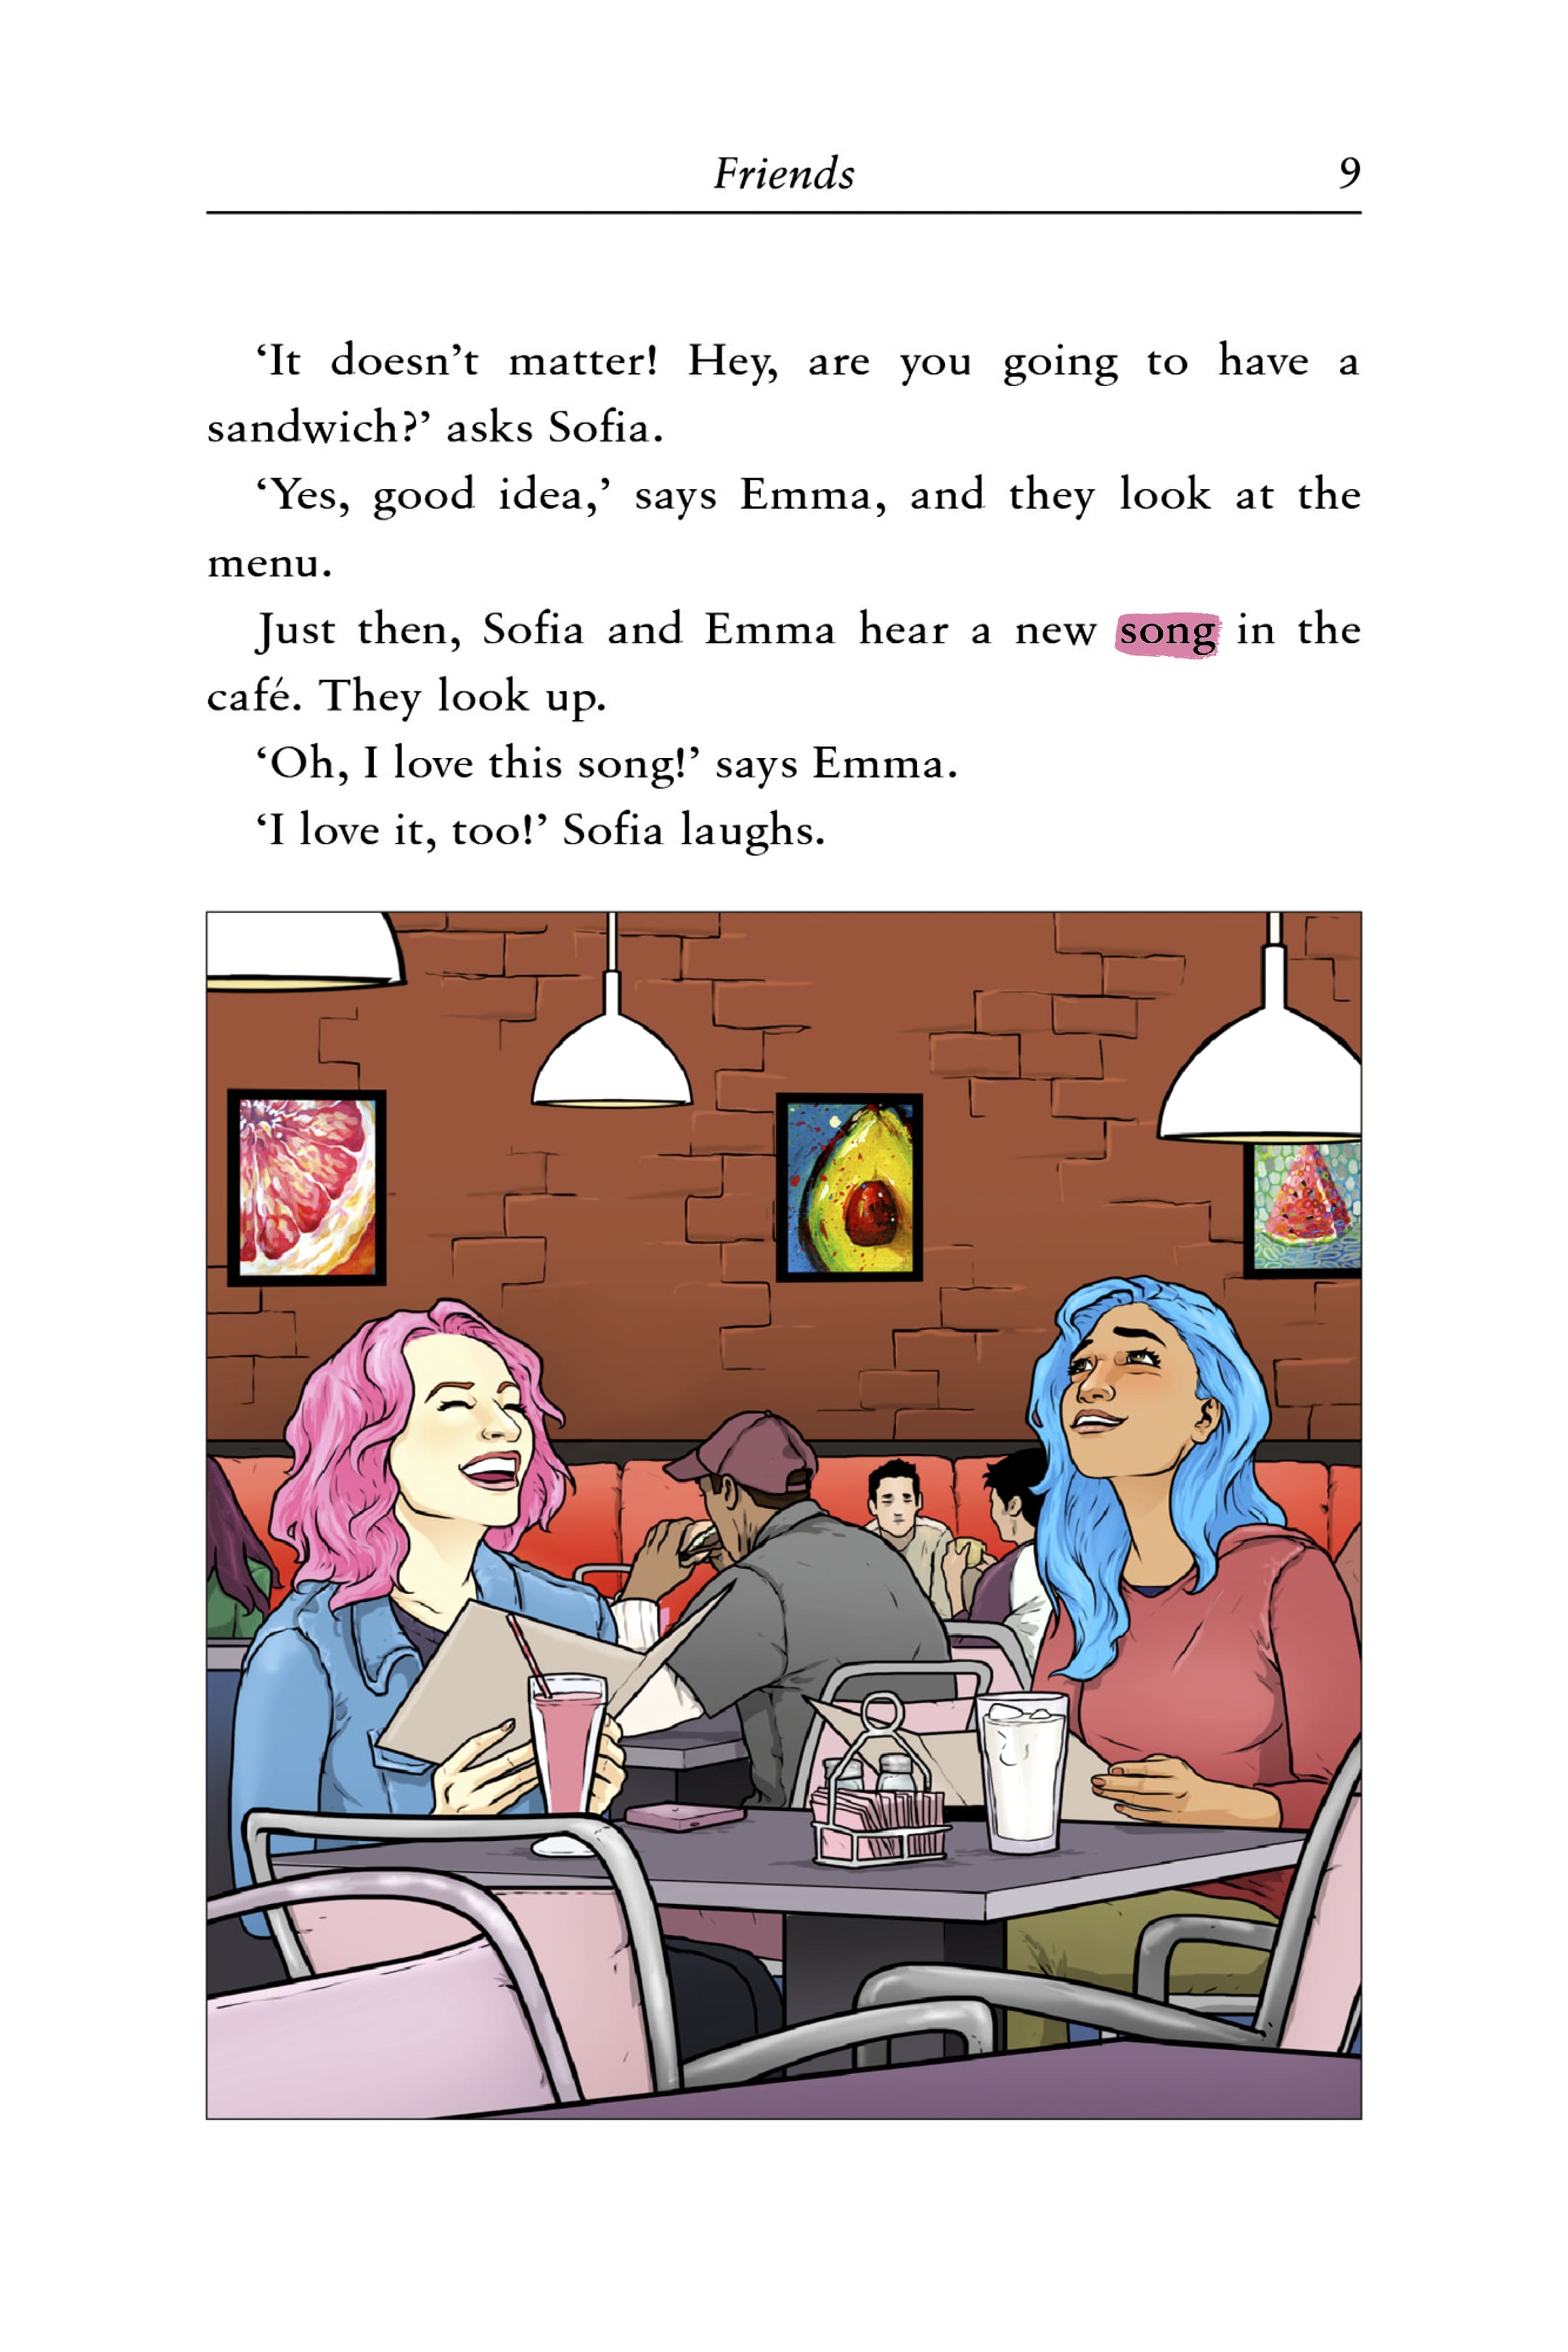 Friends 9
‘It doesn’t matter! Hey, are you going to have a
sandwich?’ asks Sofia.
‘Yes, good idea,’ says Emma, and they look at the
menu.
Just then, Sofia and Emma hear a new song in the
café. They look up.
‘Oh, I love this song!’ says Emma.
‘I love it, too!’ Sofia laughs.